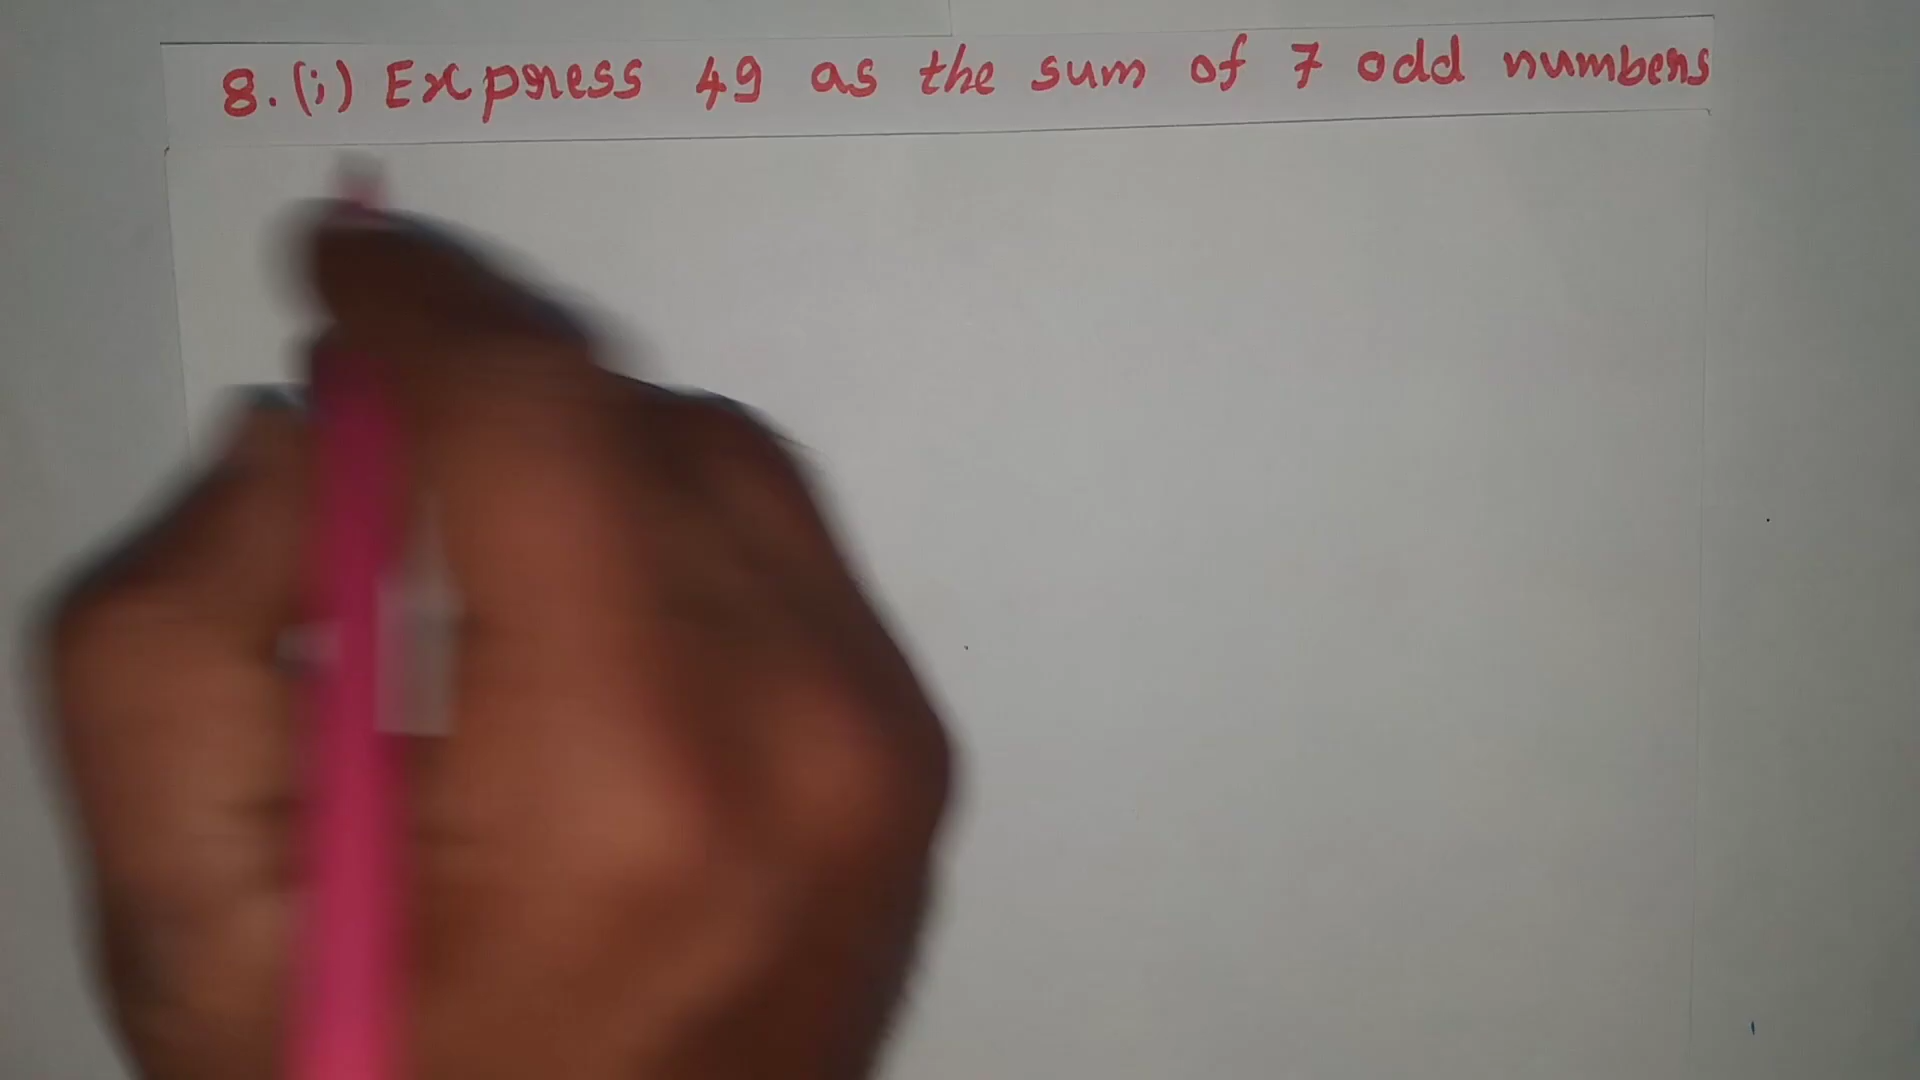 8. (i) Express 49 as the sum of 7 odd numbers